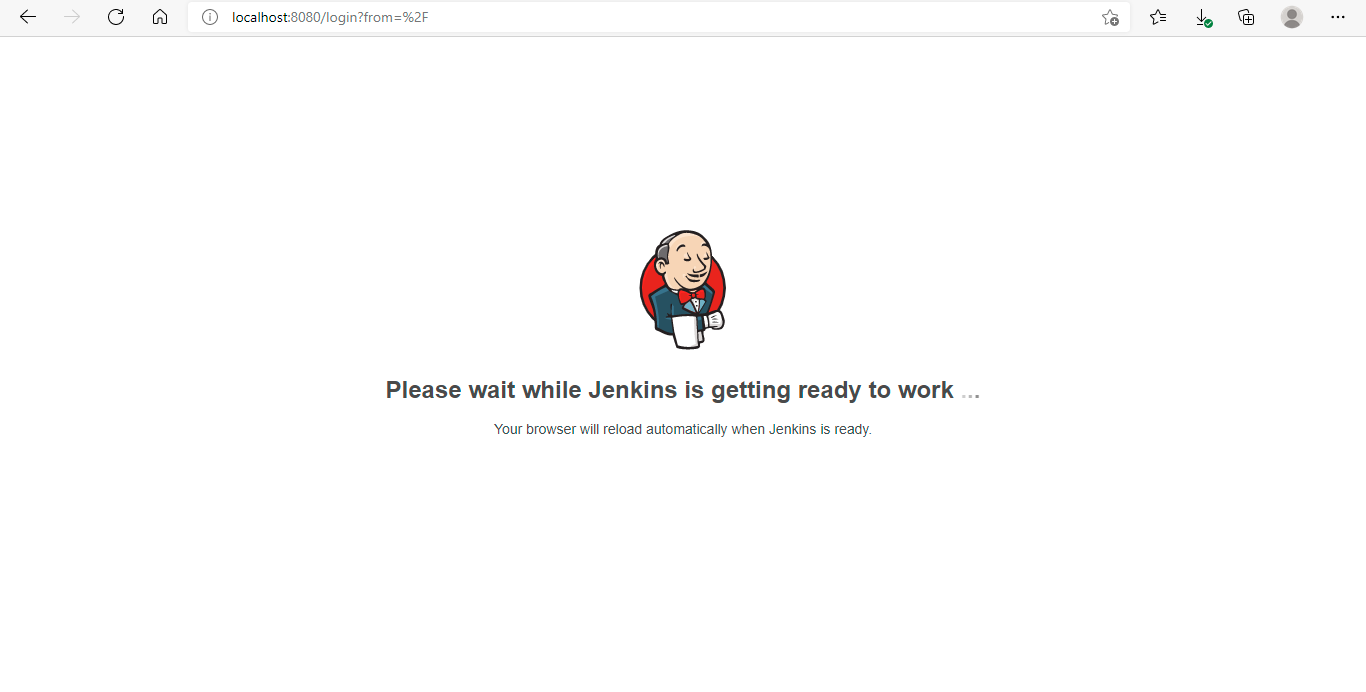 localhost:8080/login?from=%2F
Please wait while Jenkins is getting ready to work ...
Your browser will reload automatically when Jenkins is ready.